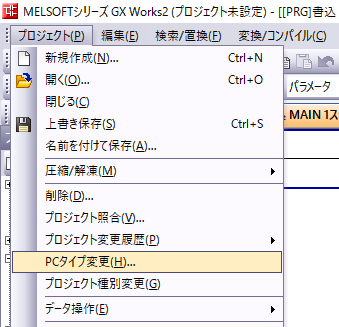 MELSOFTシリーズ GX Works2 (プロジェクト未設定) - [[PRG]書込
プロジェクト(P) 編集(E) 検索/置換(F) 変換/コンパイル(C)
新規作成(N)... Ctrl+N
開く(O)... Ctrl+O
閉じる(C)
上書き保存(S) Ctrl+S
名前を付けて保存(A)...
圧縮/解凍(M)
削除(D)...
プロジェクト照合(V)...
プロジェクト変更履歴(P)
PCタイプ変更(H)...
プロジェクト種別変更(G)
データ操作(E)
パラメータ
MAIN 1ス